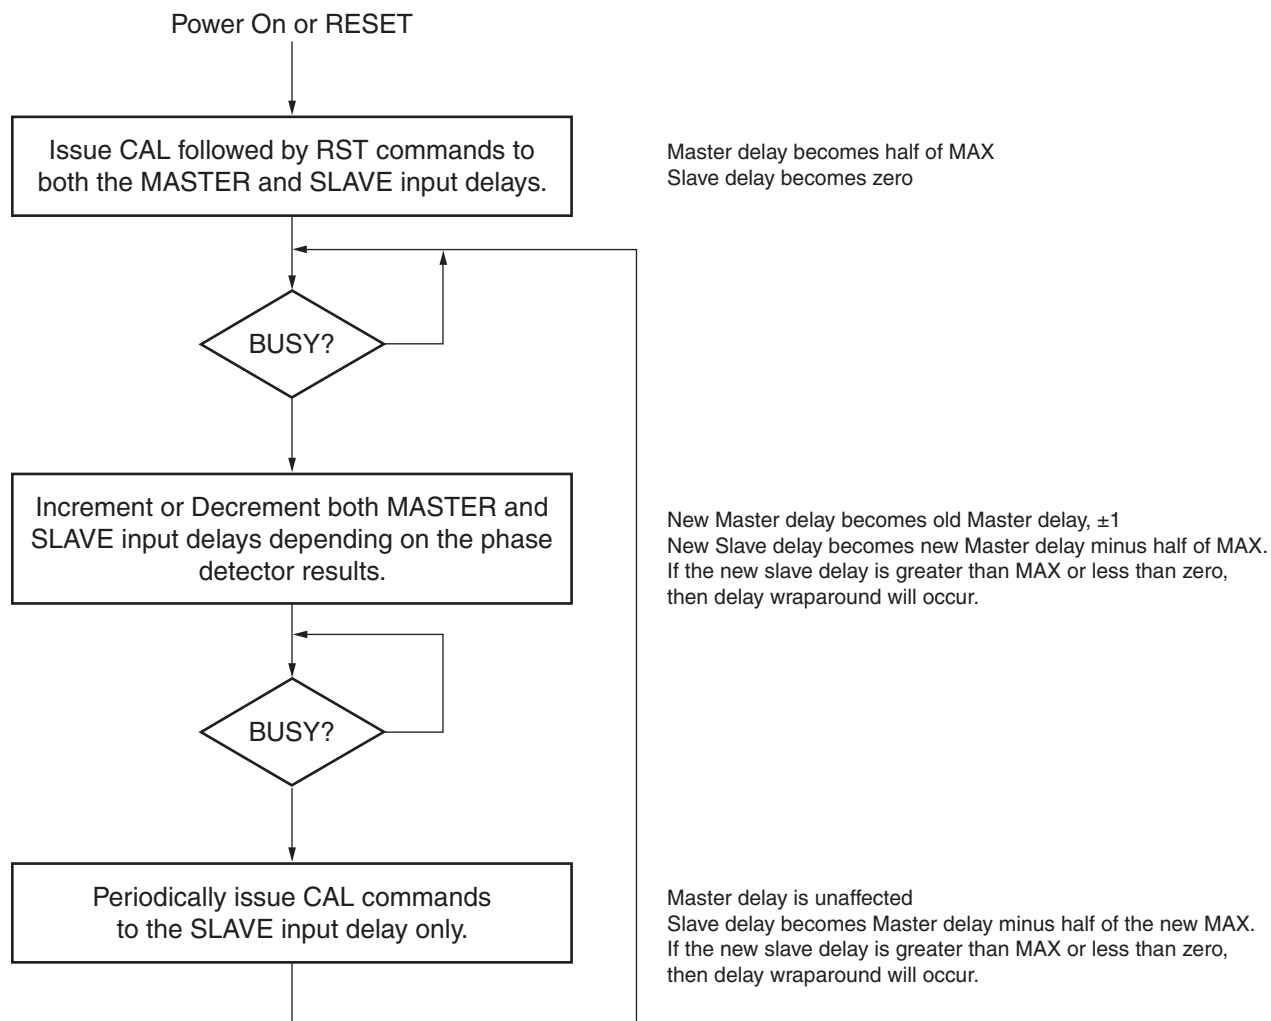 Power On or RESET
Issue CAL followed by RST commands to
both the MASTER and SLAVE input delays.
Master delay becomes half of MAX
Slave delay becomes zero
BUSY?
Increment or Decrement both MASTER and
SLAVE input delays depending on the phase
detector results.
New Master delay becomes old Master delay, ±1
New Slave delay becomes new Master delay minus half of MAX.
If the new slave delay is greater than MAX or less than zero,
then delay wraparound will occur.
BUSY?
Periodically issue CAL commands
to the SLAVE input delay only.
Master delay is unaffected
Slave delay becomes Master delay minus half of the new MAX.
If the new slave delay is greater than MAX or less than zero,
then delay wraparound will occur.